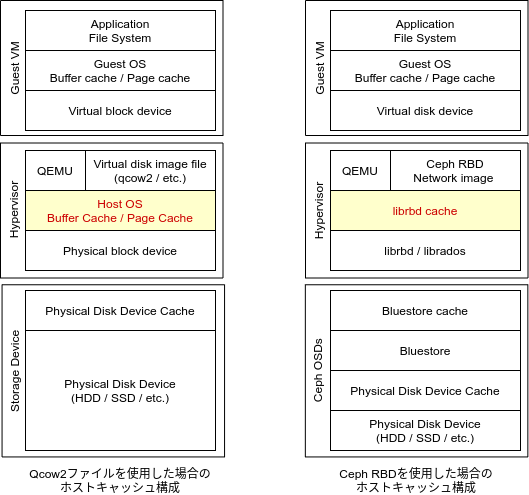 Guest VM
Application
File System
Guest OS
Buffer cache / Page cache
Virtual block device
Hypervisor
QEMU
Virtual disk image file
(qcow2 / etc.)
Host OS
Buffer Cache / Page Cache
Physical block device
Storage Device
Physical Disk Device Cache
Physical Disk Device
(HDD / SSD / etc.)
Qcow2ファイルを使用した場合の
ホストキャッシュ構成
Guest VM
Application
File System
Guest OS
Buffer cache / Page cache
Virtual disk device
Hypervisor
QEMU
Ceph RBD
Network image
librbd cache
librbd / librados
Ceph OSDs
Bluestore cache
Bluestore
Physical Disk Device Cache
Physical Disk Device
(HDD / SSD / etc.)
Ceph RBDを使用した場合の
ホストキャッシュ構成